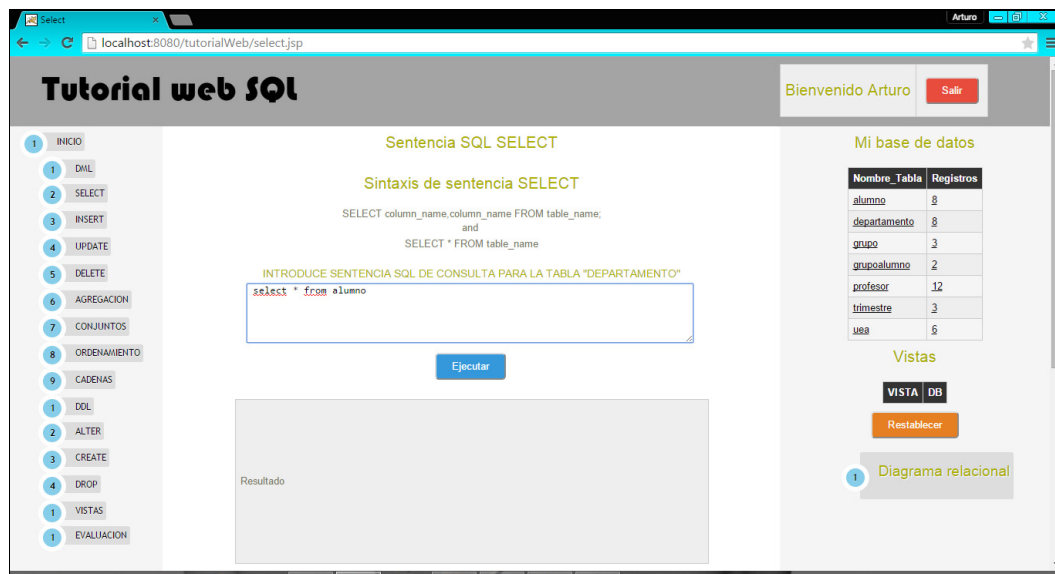 Select
Arturo
localhost:8080/tutorialWeb/select.jsp
Tutorial web SQL
Bienvenido Arturo
Salir
1 INICIO
1 DML
2 SELECT
3 INSERT
4 UPDATE
5 DELETE
6 AGREGACION
7 CONJUNTOS
8 ORDENAMIENTO
9 CADENAS
1 DDL
2 ALTER
3 CREATE
4 DROP
1 VISTAS
1 EVALUACION
Sentencia SQL SELECT
Sintaxis de sentencia SELECT
SELECT column_name,column_name FROM table_name;
and
SELECT * FROM table_name
INTRODUCE SENTENCIA SQL DE CONSULTA PARA LA TABLA "DEPARTAMENTO"
select * from alumno
Ejecutar
Resultado
Mi base de datos
Nombre_Tabla Registros
alumno 8
departamento 8
grupo 3
grupoalumno 2
profesor 12
trimestre 3
uea 6
Vistas
VISTA DB
Restablecer
1 Diagrama relacional